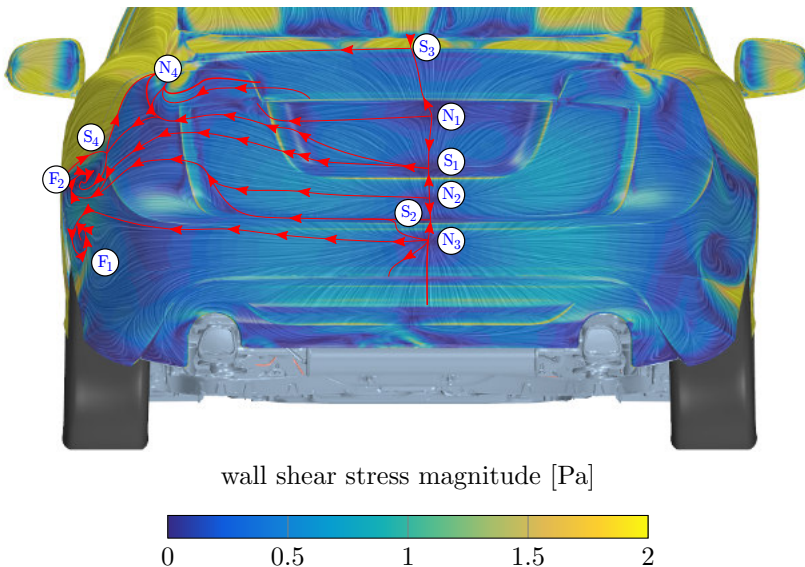 S3
N4
N1
S4
S1
F2
N2
S2
N3
F1
wall shear stress magnitude [Pa]
0 0.5 1 1.5 2